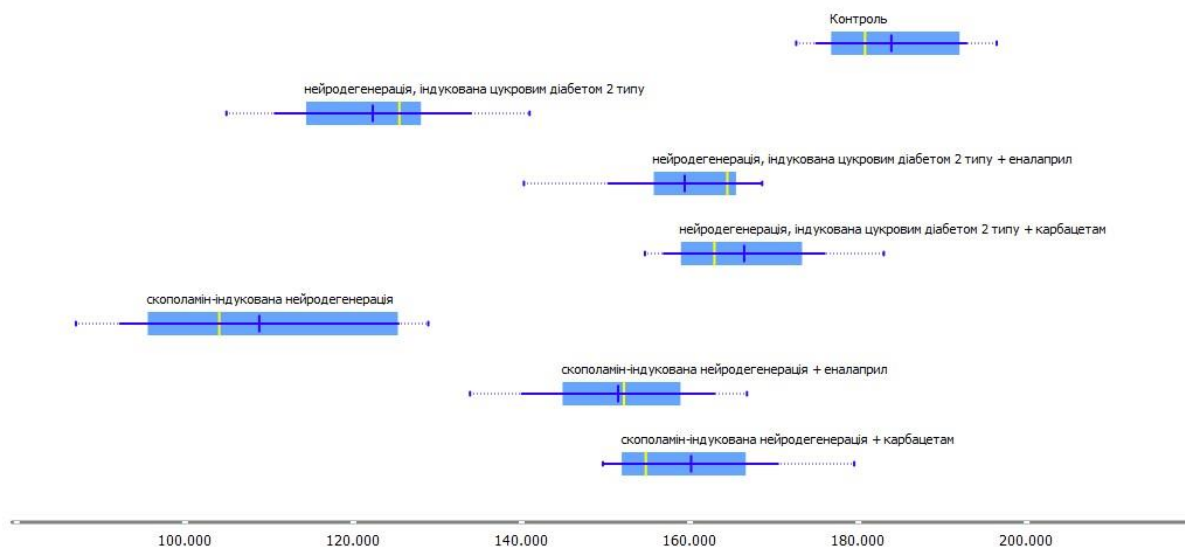 Контроль
нейродегенерація, індукована цукровим діабетом 2 типу
нейродегенерація, індукована цукровим діабетом 2 типу + еналаприл
нейродегенерація, індукована цукровим діабетом 2 типу + карбацетам
скополамін-індукована нейродегенерація
скополамін-індукована нейродегенерація + еналаприл
скополамін-індукована нейродегенерація + карбацетам
100.000 120.000 140.000 160.000 180.000 200.000